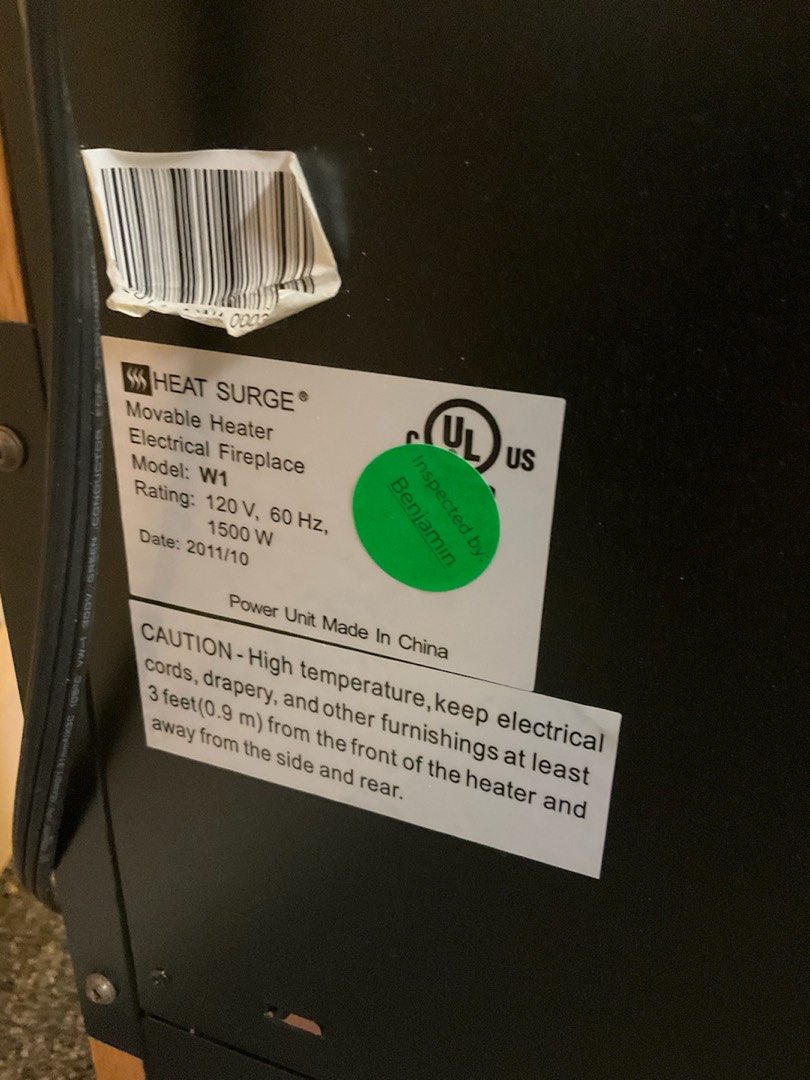 HEAT SURGE®
Movable Heater
Electrical Fireplace
Model: W1
Rating: 120 V, 60 Hz,
1500 W
Date: 2011/10
C UL US
Inspected by:
Benjamin
Power Unit Made In China
CAUTION - High temperature, keep electrical
cords, drapery, and other furnishings at least
3 feet(0.9 m) from the front of the heater and
away from the side and rear.